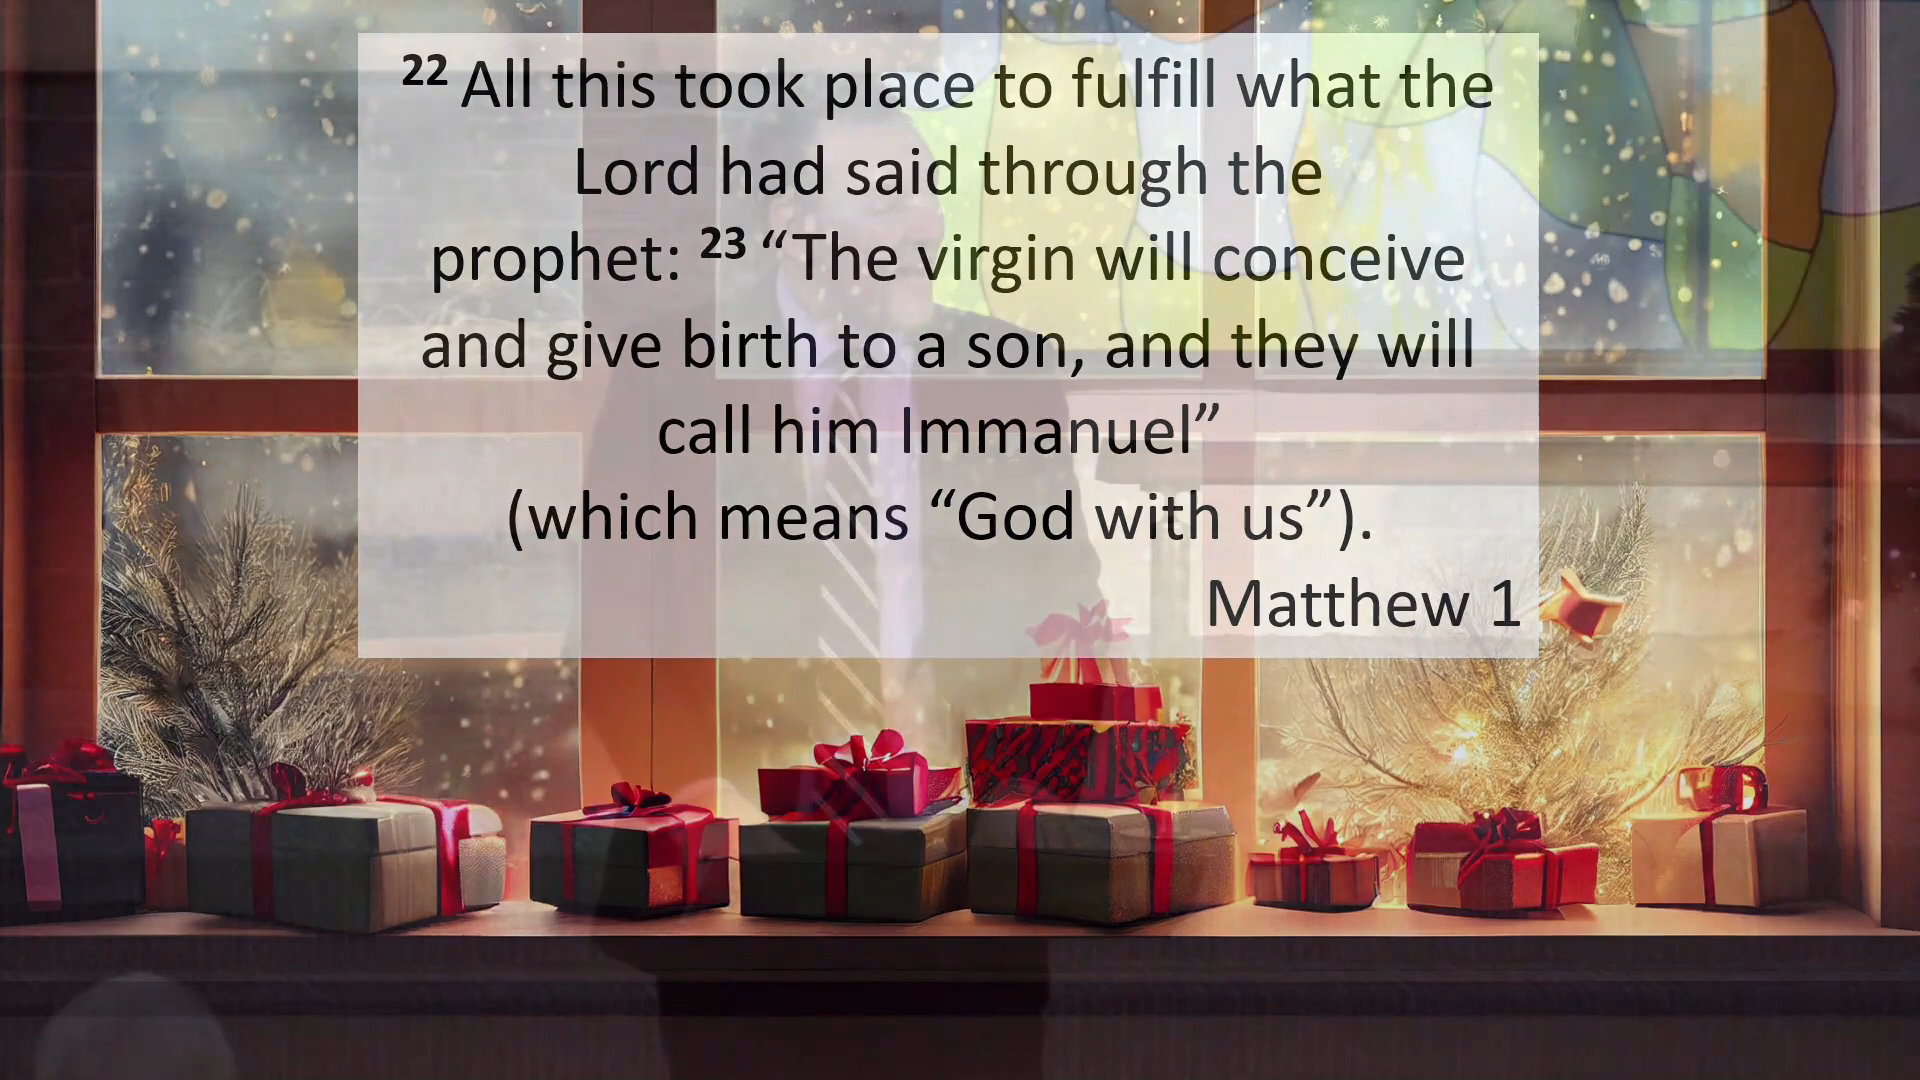 22 All this took place to fulfill what the
Lord had said through the
prophet: 23 “The virgin will conceive
and give birth to a son, and they will
call him Immanuel”
(which means “God with us”).
Matthew 1